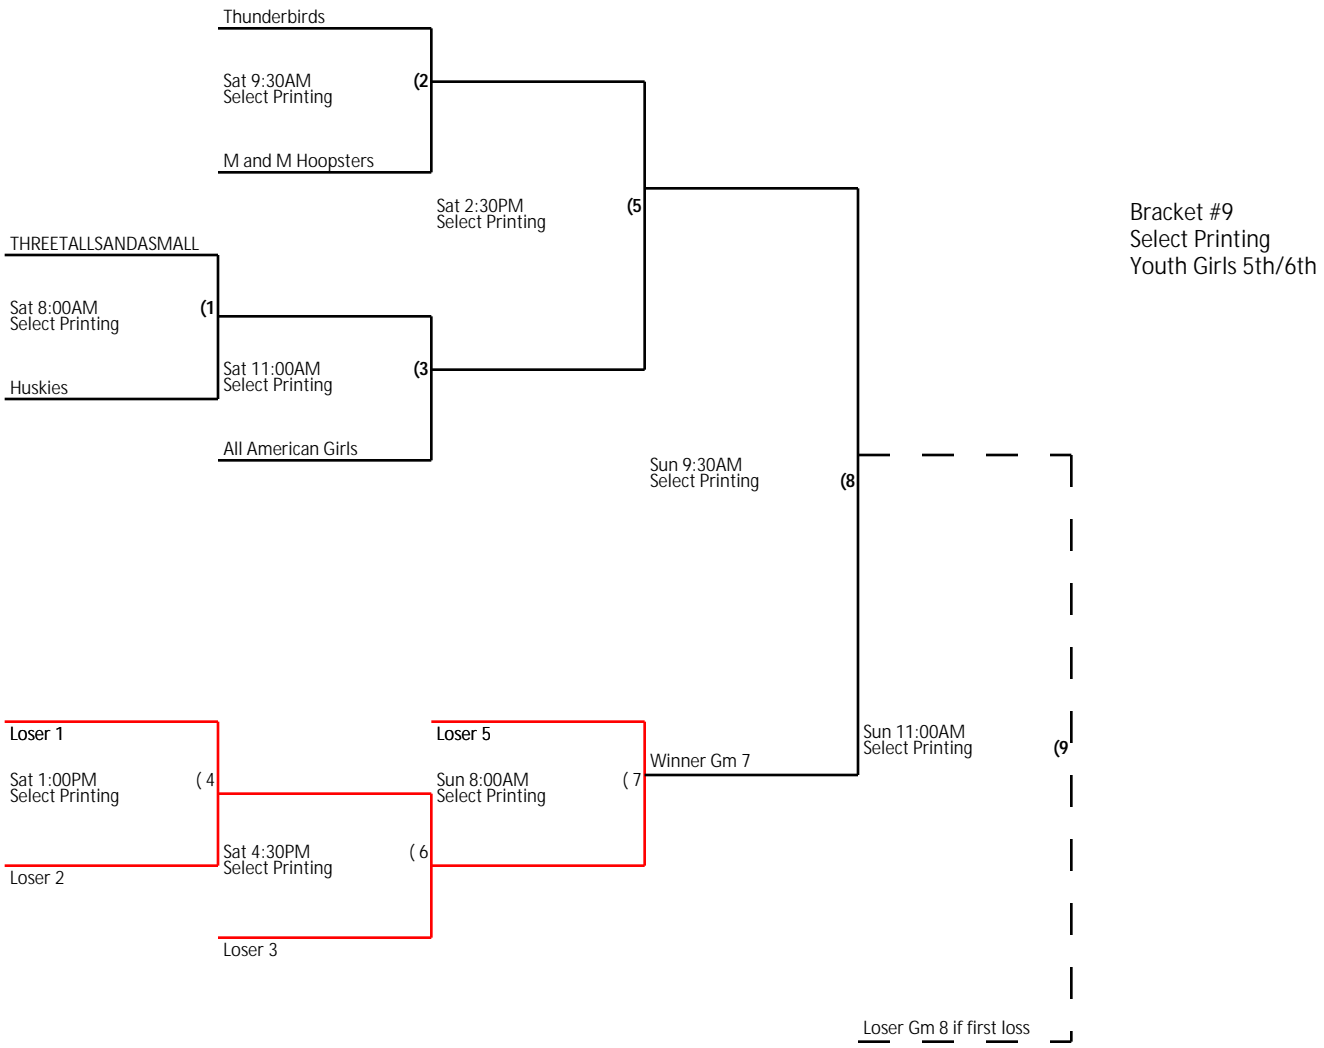 Thunderbirds
Sat 9:30AM
Select Printing
(2
M and M Hoopsters
Sat 2:30PM
Select Printing
(5
Bracket #9
Select Printing
Youth Girls 5th/6th
THREETALLSANDASMALL
Sat 8:00AM
Select Printing
(1
Sat 11:00AM
Select Printing
(3
Huskies
All American Girls
Sun 9:30AM
Select Printing
(8
Loser 1
Sat 1:00PM
Select Printing
( 4
Loser 2
Sat 4:30PM
Select Printing
( 6
Loser 3
Loser 5
Sun 8:00AM
Select Printing
( 7
Winner Gm 7
Sun 11:00AM
Select Printing
(9
Loser Gm 8 if first loss